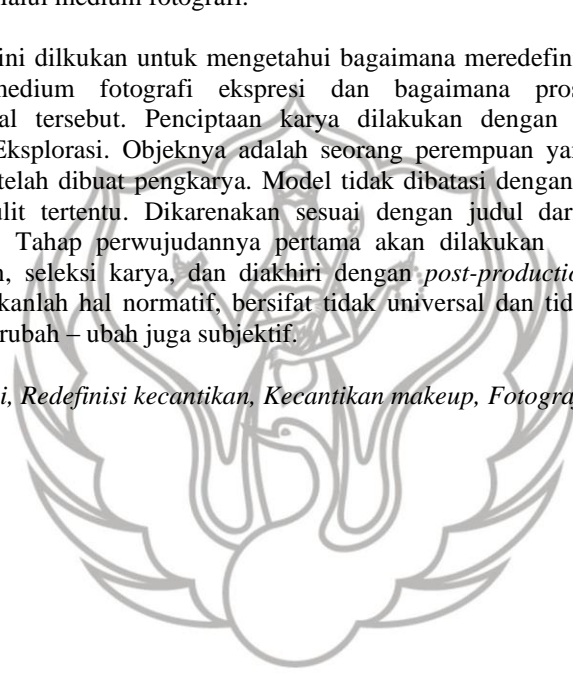 alui medium fotografi.
ini dilkukan untuk mengetahui bagaimana meredefin
medium fotografi ekspresi dan bagaimana pros
al tersebut. Penciptaan karya dilakukan dengan
Eksplorasi. Objeknya adalah seorang perempuan ya
telah dibuat pengkarya. Model tidak dibatasi dengan
ulit tertentu. Dikarenakan sesuai dengan judul dar
Tahap perwujudannya pertama akan dilakukan
n, seleksi karya, dan diakhiri dengan post-productio
kanlah hal normatif, bersifat tidak universal dan tid
rubah – ubah juga subjektif.
i, Redefinisi kecantikan, Kecantikan makeup, Fotogra